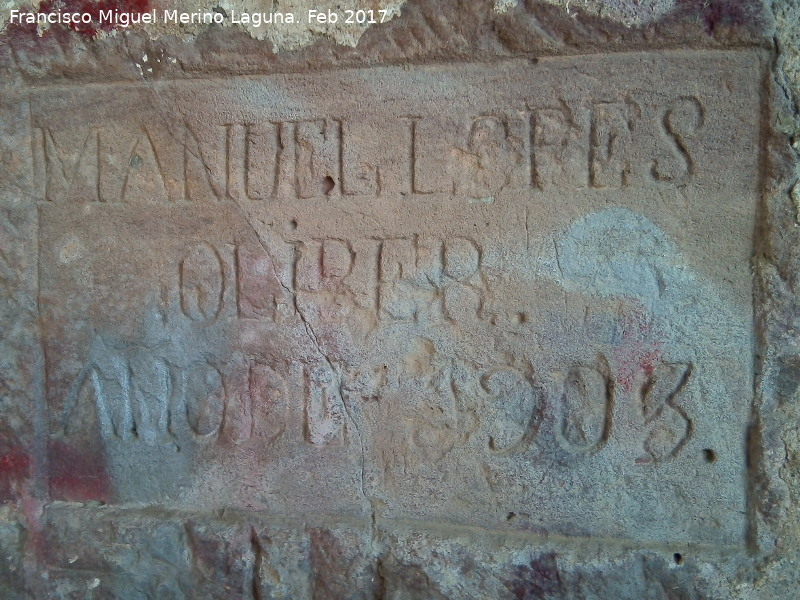 Francisco Miguel Merino Laguna. Feb 2017
MANUEL LOPES
OLIBER.
AÑO DE 1903.